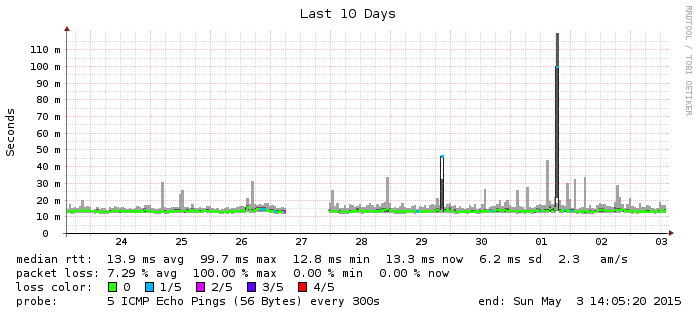 Last 10 Days
RRDTOOL / TOBI OETIKER
Seconds
110 m
100 m
90 m
80 m
70 m
60 m
50 m
40 m
30 m
20 m
10 m
0
24 25 26 27 28 29 30 01 02 03
median rtt: 13.9 ms avg 99.7 ms max 12.8 ms min 13.3 ms now 6.2 ms sd 2.3 am/s
packet loss: 7.29 % avg 100.00 % max 0.00 % min 0.00 % now
loss color: 0 1/5 2/5 3/5 4/5
probe: 5 ICMP Echo Pings (56 Bytes) every 300s end: Sun May 3 14:05:20 2015